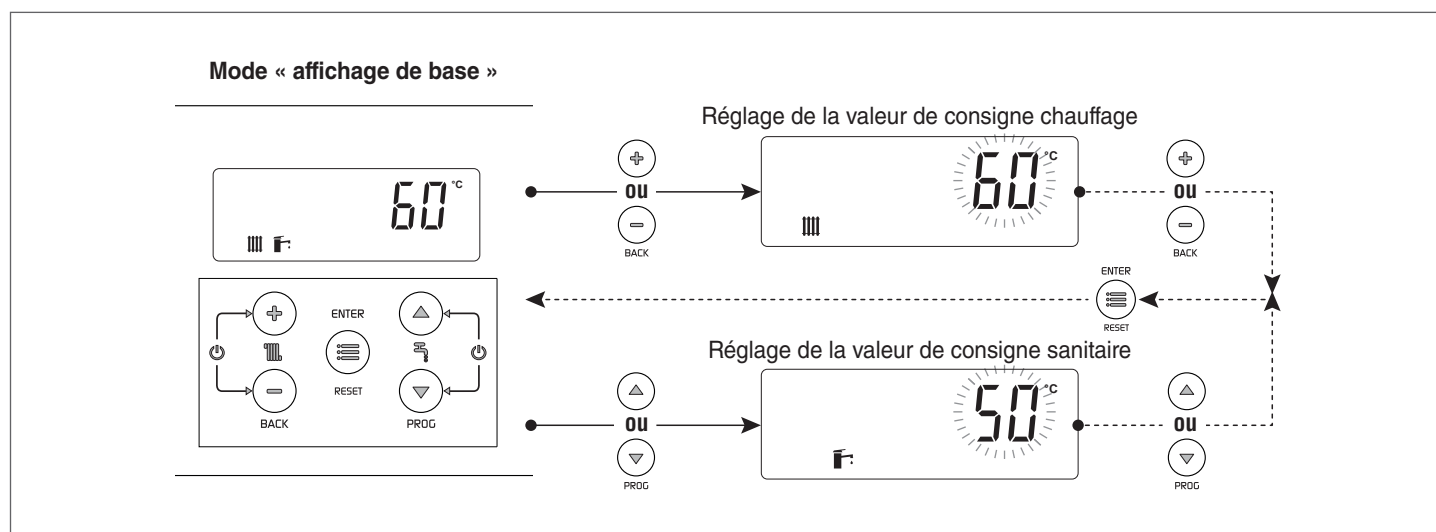 Mode « affichage de base »
60 °C
ENTER
RESET
BACK
PROG
Réglage de la valeur de consigne chauffage
ou
BACK
60 °C
ou
BACK
ENTER
RESET
Réglage de la valeur de consigne sanitaire
ou
PROG
50 °C
ou
PROG